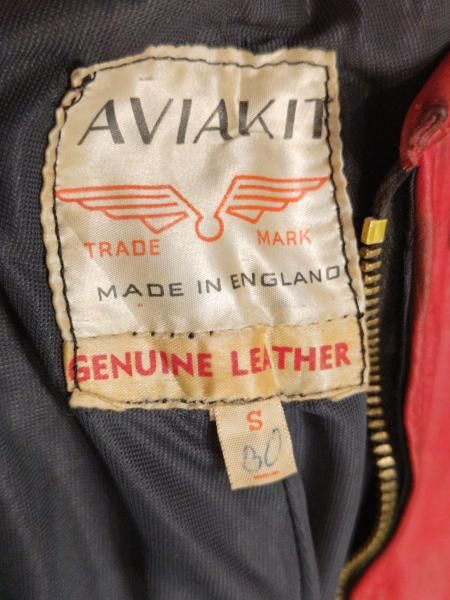 AVIAKIT
TRADE MARK
MADE IN ENGLAND
GENUINE LEATHER
S
30